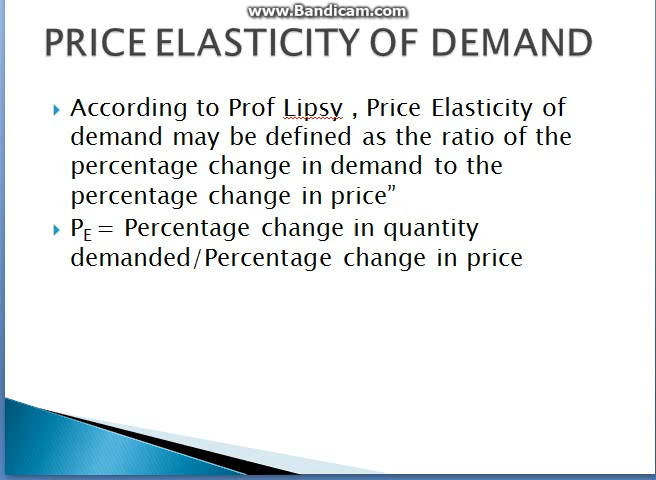 www.Bandicam.com
PRICE ELASTICITY OF DEMAND
According to Prof Lipsy , Price Elasticity of
demand may be defined as the ratio of the
percentage change in demand to the
percentage change in price”
PE = Percentage change in quantity
demanded/Percentage change in price